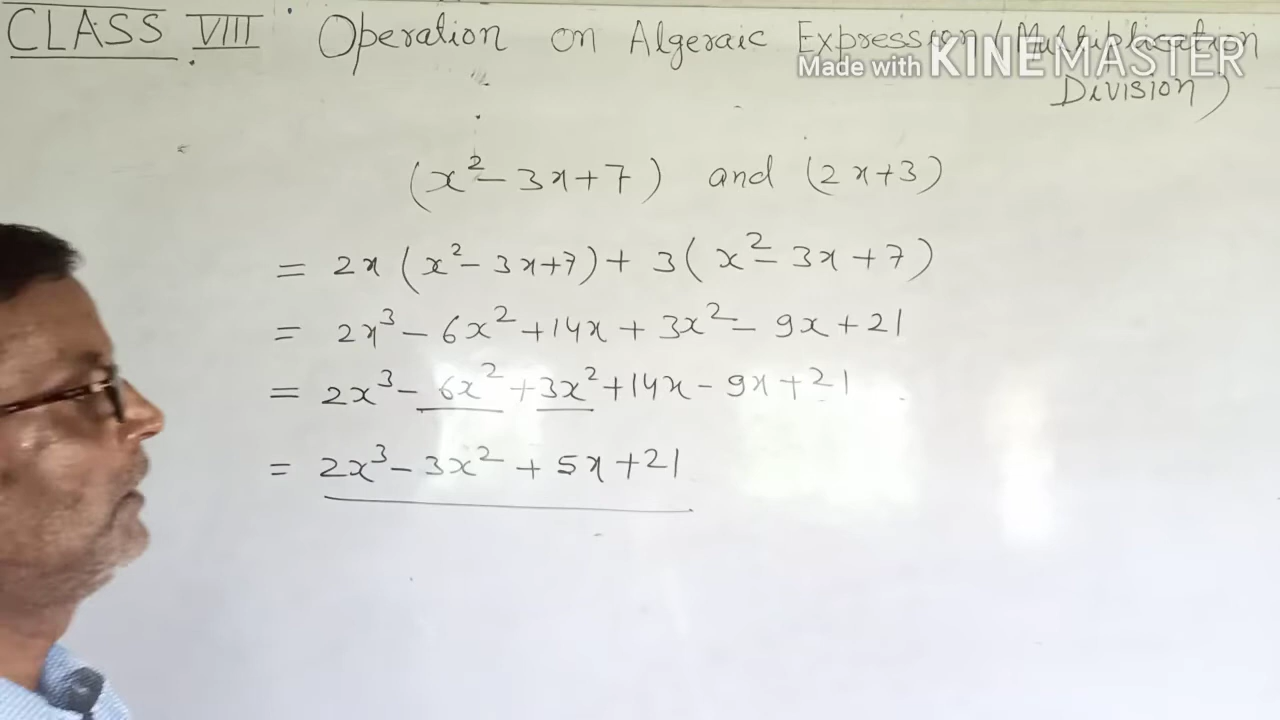 CLASS VIII Operation on Algeraic Expression (Multiplication
Made with KINEMASTER
Division)
(x² - 3x + 7) and (2x + 3)
= 2x (x² - 3x + 7) + 3(x² - 3x + 7)
= 2x³ - 6x² + 14x + 3x² - 9x + 21
= 2x³ - 6x² + 3x² + 14x - 9x + 21
= 2x³ - 3x² + 5x + 21